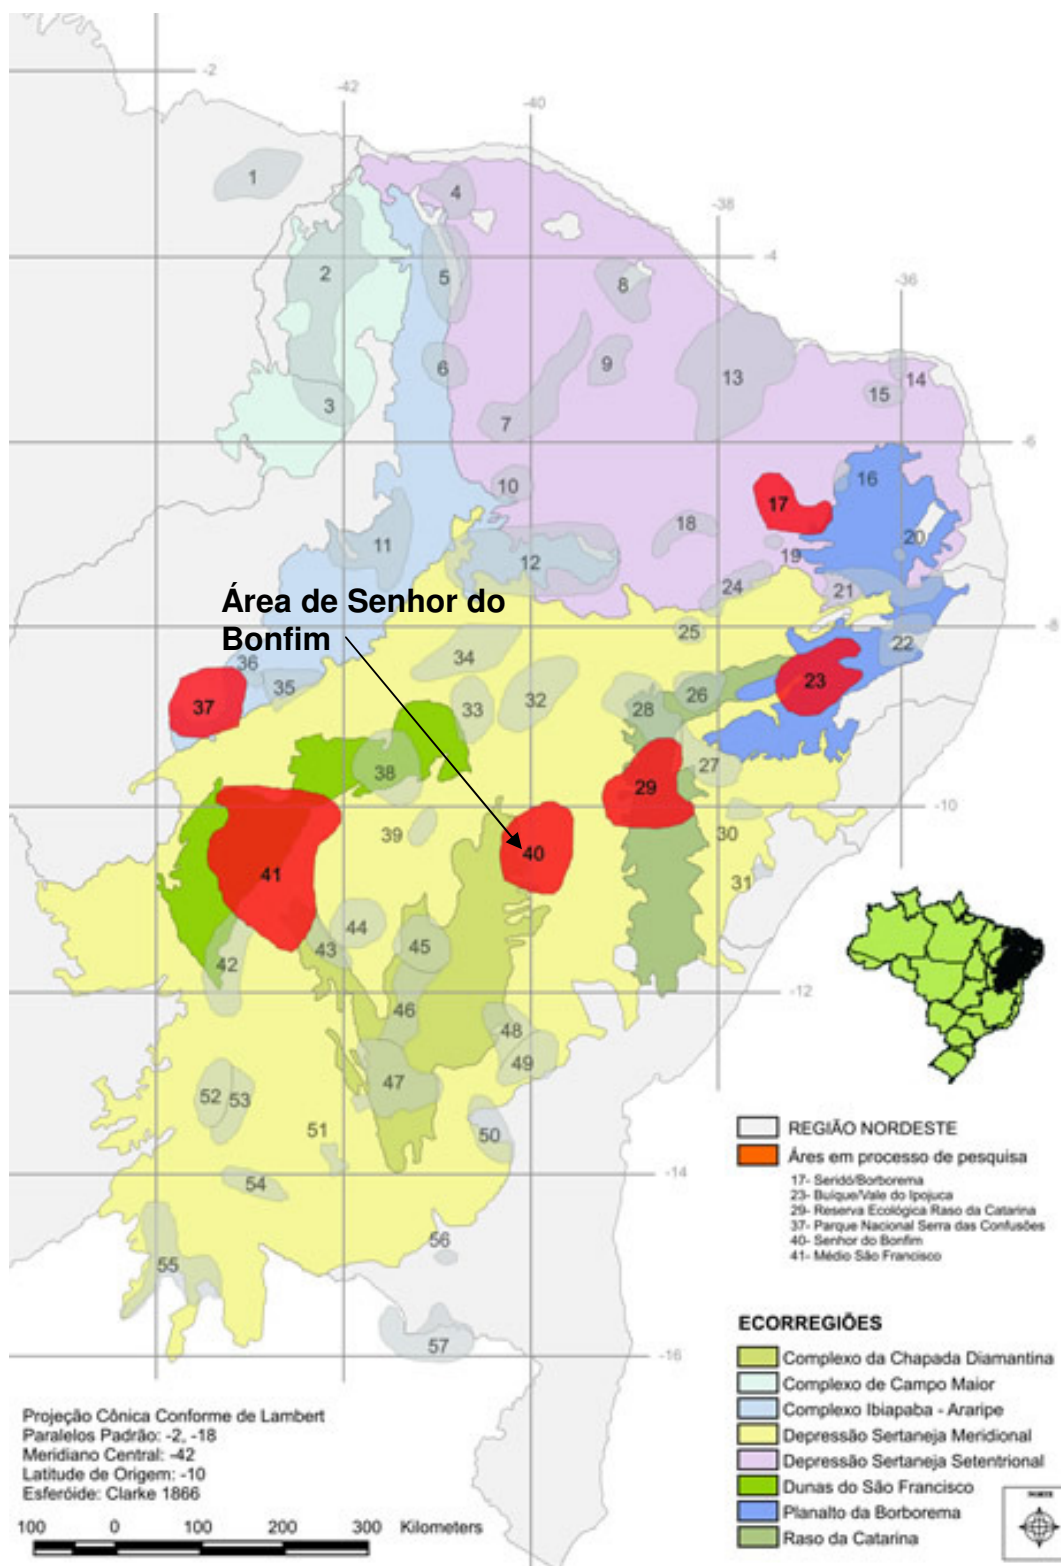 -2
-42
-40
1
4
-38
2
5
8
-4
-36
6
9
13
14
3
15
7
-6
10
17
16
11
18
20
12
19
24
21
Área de Senhor do
Bonfim
25
-8
22
36
34
35
32
26
23
37
33
28
38
27
29
-10
39
30
40
41
31
44
45
43
42
-12
46
48
49
47
52
53
51
50
REGIÃO NORDESTE
Áres em processo de pesquisa
17- Seridó/Borborema
23- Buíque/Vale do Ipojuca
29- Reserva Ecológica Raso da Catarina
37- Parque Nacional Serra das Confusões
40- Senhor do Bonfim
41- Médio São Francisco
-14
54
56
55
57
-16
ECORREGIÕES
Complexo da Chapada Diamantina
Complexo de Campo Maior
Complexo Ibiapaba - Araripe
Depressão Sertaneja Meridional
Depressão Sertaneja Setentrional
Dunas do São Francisco
Planalto da Borborema
Raso da Catarina
Projeção Cônica Conforme de Lambert
Paralelos Padrão: -2, -18
Meridiano Central: -42
Latitude de Origem: -10
Esferóide: Clarke 1866
100 0 100 200 300 Kilometers
NORTE